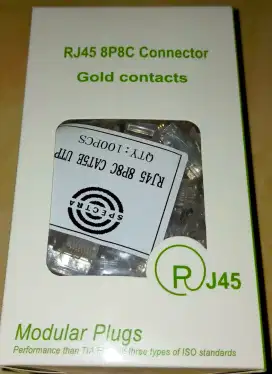 RJ45 8P8C Connector
Gold contacts
RJ45 8P8C CAT5E UTP
QTY:100PCS
SPECTRA
RJ45
Modular Plugs
Performance than TIA three types of ISO standards